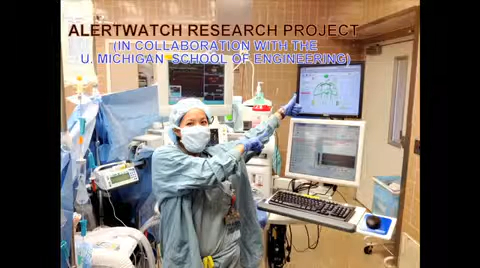 ALERTWATCH RESEARCH PROJECT
(IN COLLABORATION WITH THE
U. MICHIGAN SCHOOL OF ENGINEERING)